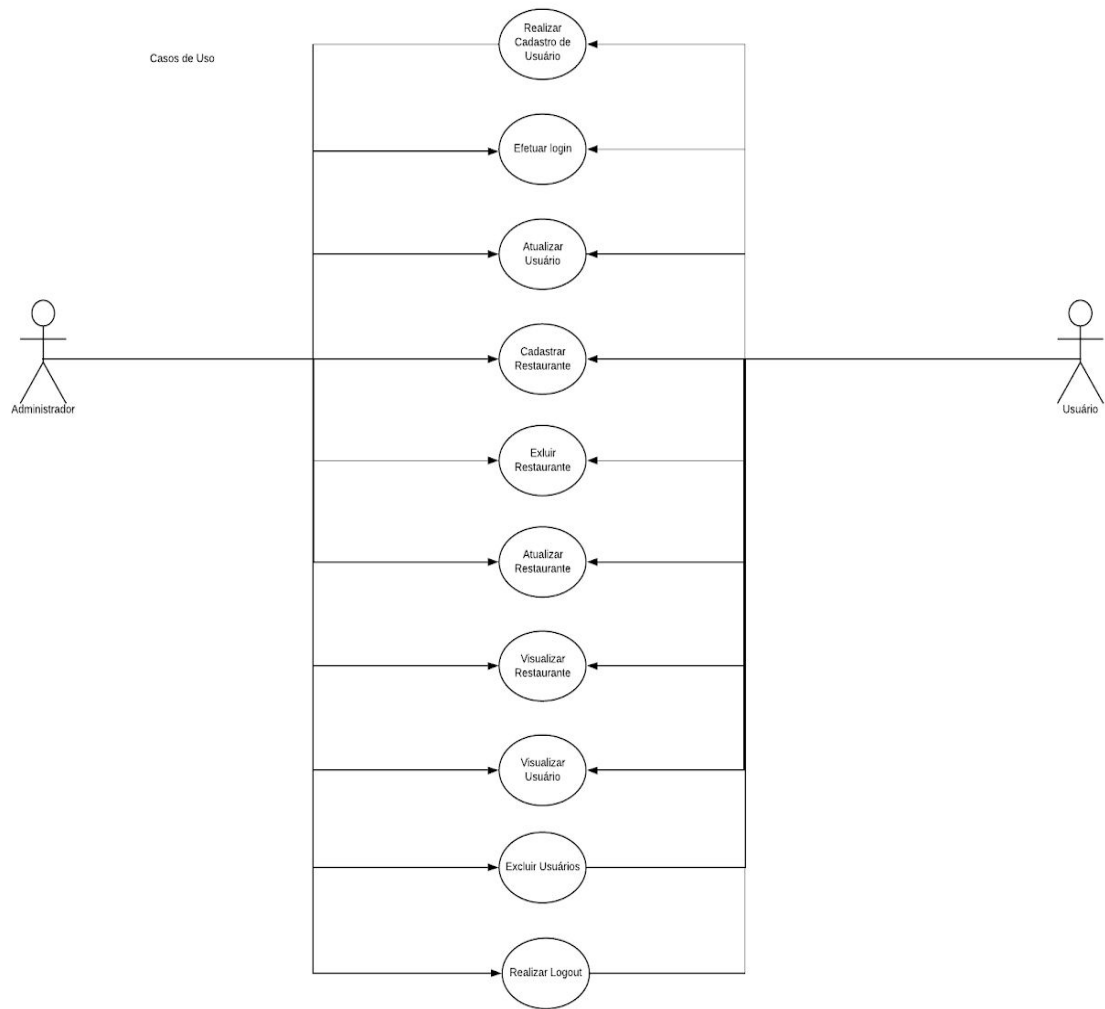 Realizar
Cadastro de
Usuário
Casos de Uso
Efetuar login
Atualizar
Usuário
Cadastrar
Restaurante
Administrador
Usuário
Exluir
Restaurante
Atualizar
Restaurante
Visualizar
Restaurante
Visualizar
Usuário
Excluir Usuários
Realizar Logout